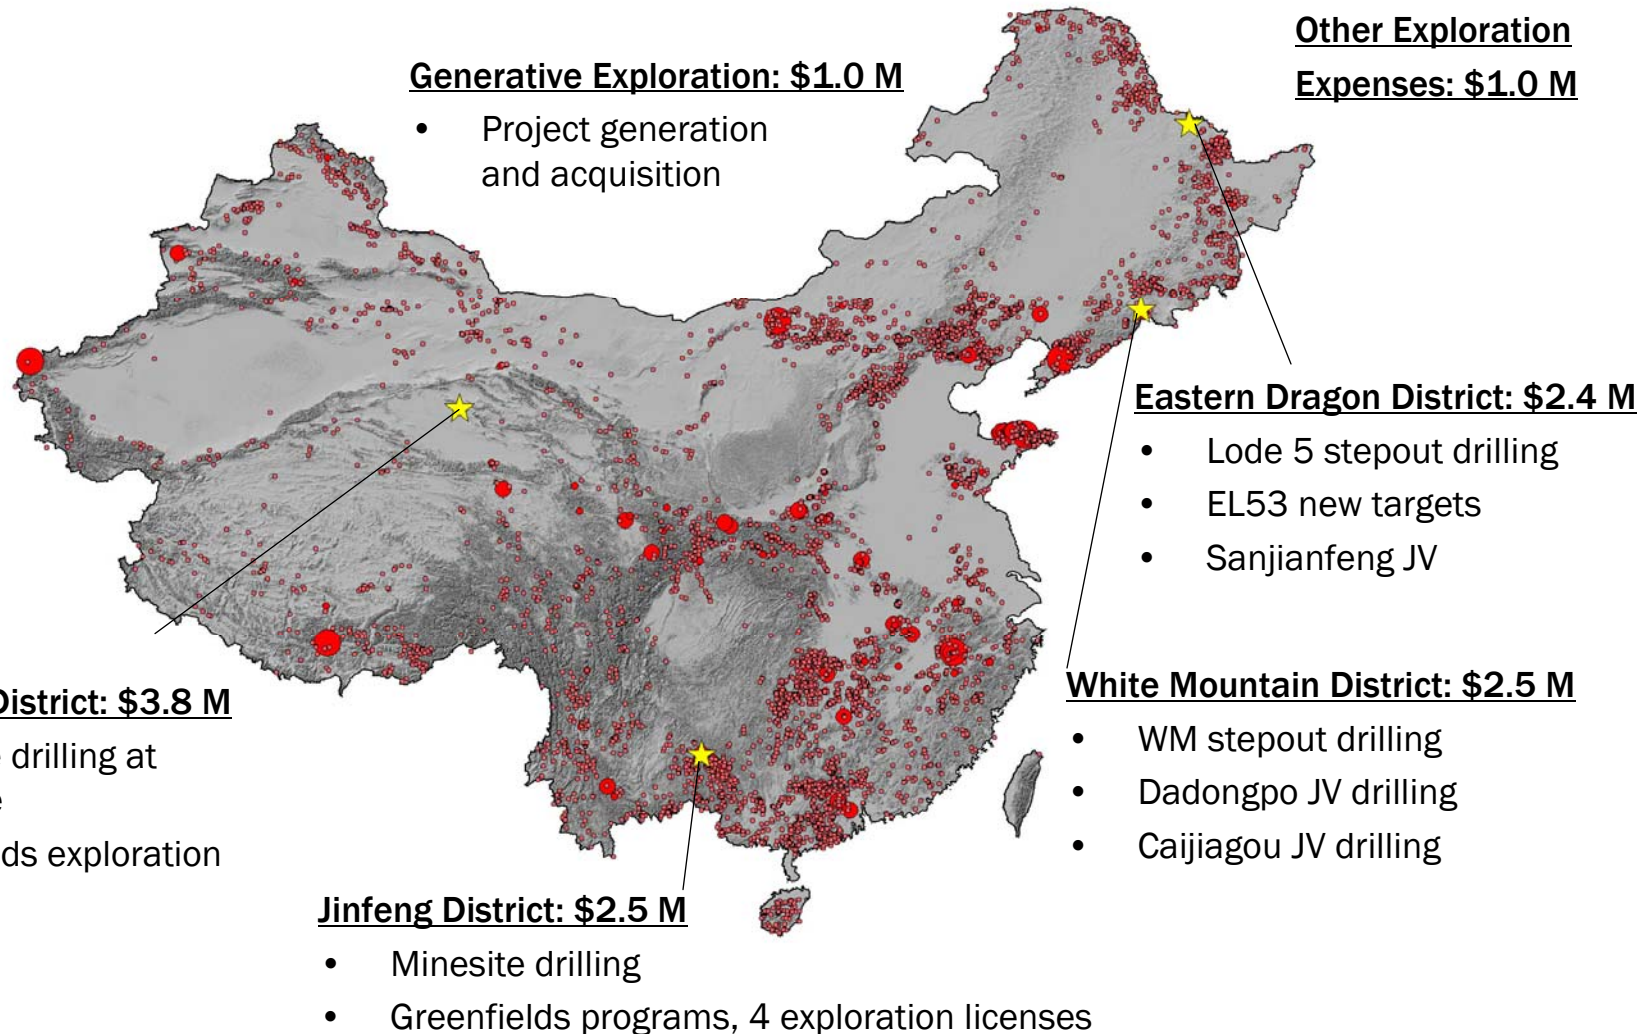 Generative Exploration: $1.0 M
• Project generation
and acquisition
Other Exploration
Expenses: $1.0 M
Eastern Dragon District: $2.4 M
• Lode 5 stepout drilling
• EL53 new targets
• Sanjianfeng JV
District: $3.8 M
drilling at
ds exploration
White Mountain District: $2.5 M
• WM stepout drilling
• Dadongpo JV drilling
• Caijiagou JV drilling
Jinfeng District: $2.5 M
• Minesite drilling
• Greenfields programs, 4 exploration licenses